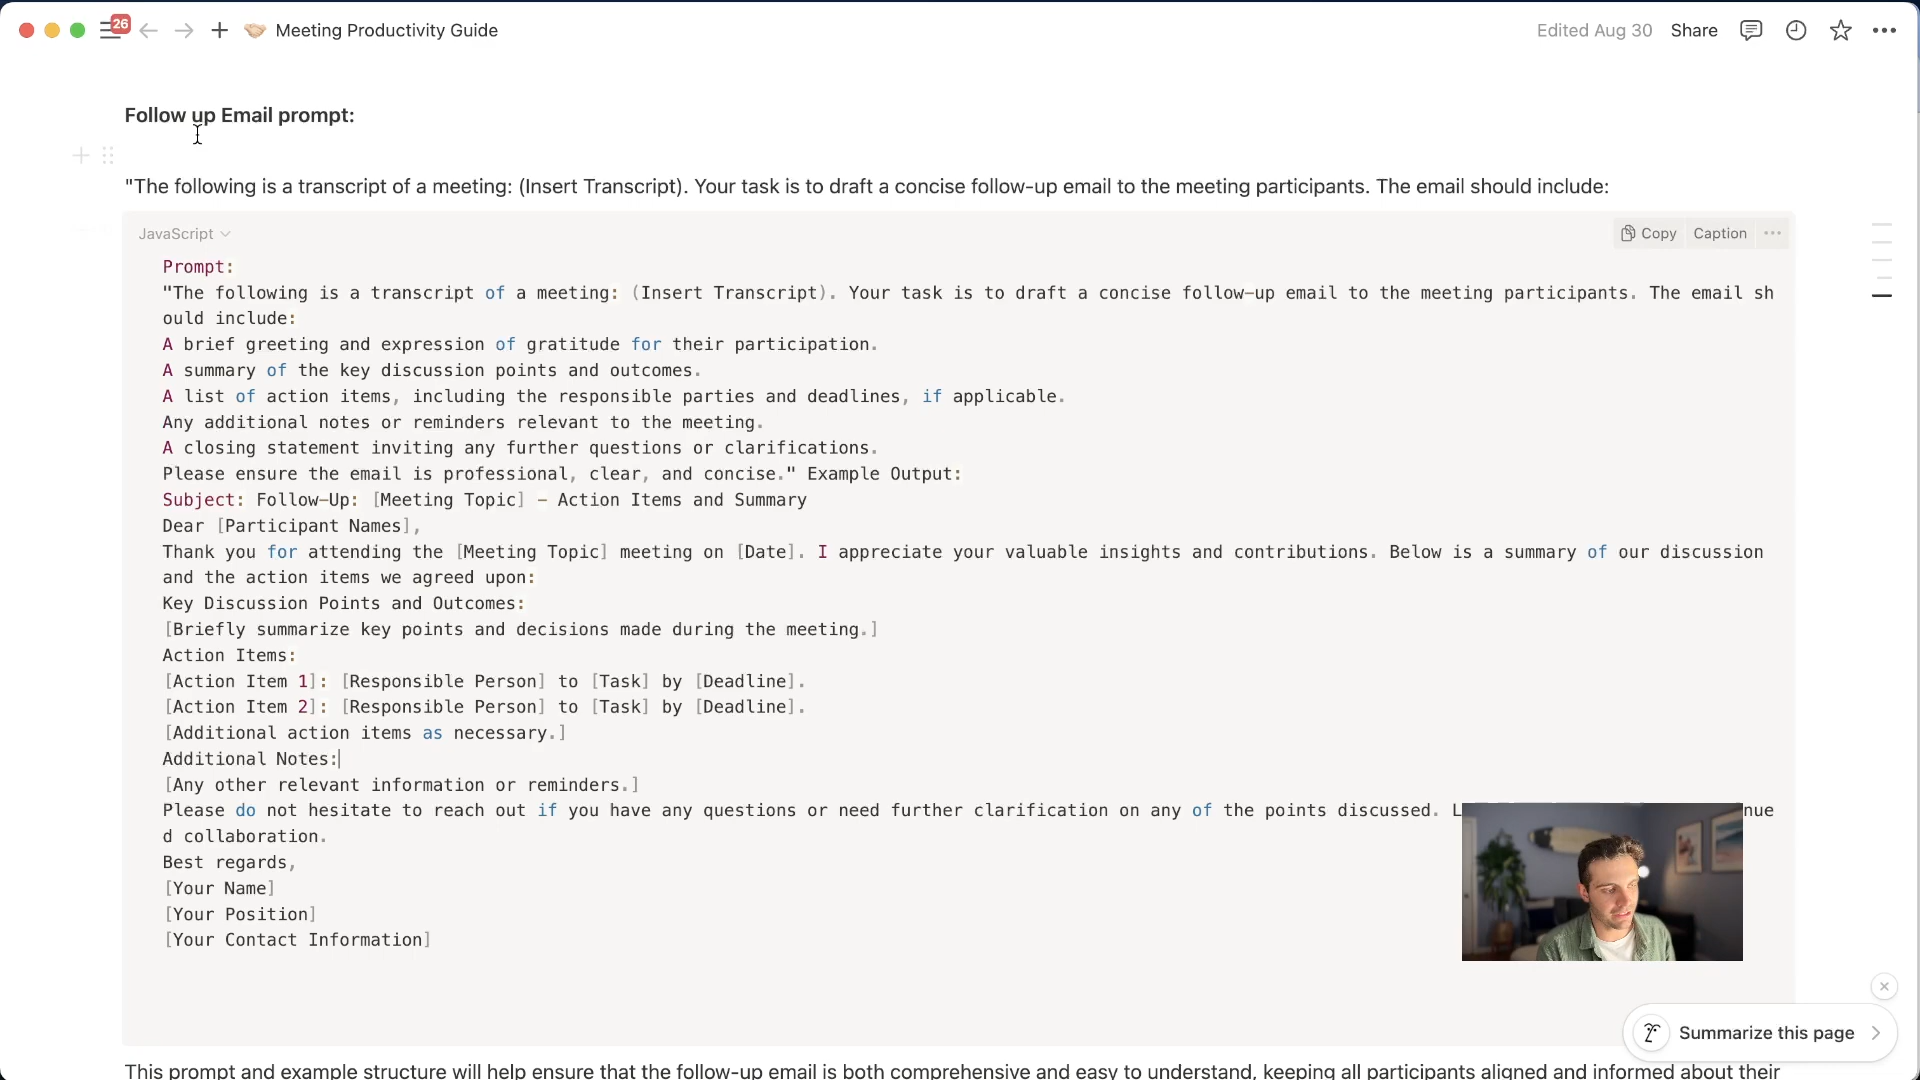 26
Meeting Productivity Guide
Edited Aug 30
Share
Follow up Email prompt:
"The following is a transcript of a meeting: (Insert Transcript). Your task is to draft a concise follow-up email to the meeting participants. The email should include:
JavaScript
Copy
Caption
Prompt:
"The following is a transcript of a meeting: (Insert Transcript). Your task is to draft a concise follow-up email to the meeting participants. The email sh
ould include:
A brief greeting and expression of gratitude for their participation.
A summary of the key discussion points and outcomes.
A list of action items, including the responsible parties and deadlines, if applicable.
Any additional notes or reminders relevant to the meeting.
A closing statement inviting any further questions or clarifications.
Please ensure the email is professional, clear, and concise." Example Output:
Subject: Follow-Up: [Meeting Topic] - Action Items and Summary
Dear [Participant Names],
Thank you for attending the [Meeting Topic] meeting on [Date]. I appreciate your valuable insights and contributions. Below is a summary of our discussion
and the action items we agreed upon:
Key Discussion Points and Outcomes:
[Briefly summarize key points and decisions made during the meeting.]
Action Items:
[Action Item 1]: [Responsible Person] to [Task] by [Deadline].
[Action Item 2]: [Responsible Person] to [Task] by [Deadline].
[Additional action items as necessary.]
Additional Notes:
[Any other relevant information or reminders.]
Please do not hesitate to reach out if you have any questions or need further clarification on any of the points discussed. L nue
d collaboration.
Best regards,
[Your Name]
[Your Position]
[Your Contact Information]
Summarize this page
This prompt and example structure will help ensure that the follow-up email is both comprehensive and easy to understand, keeping all participants aligned and informed about their